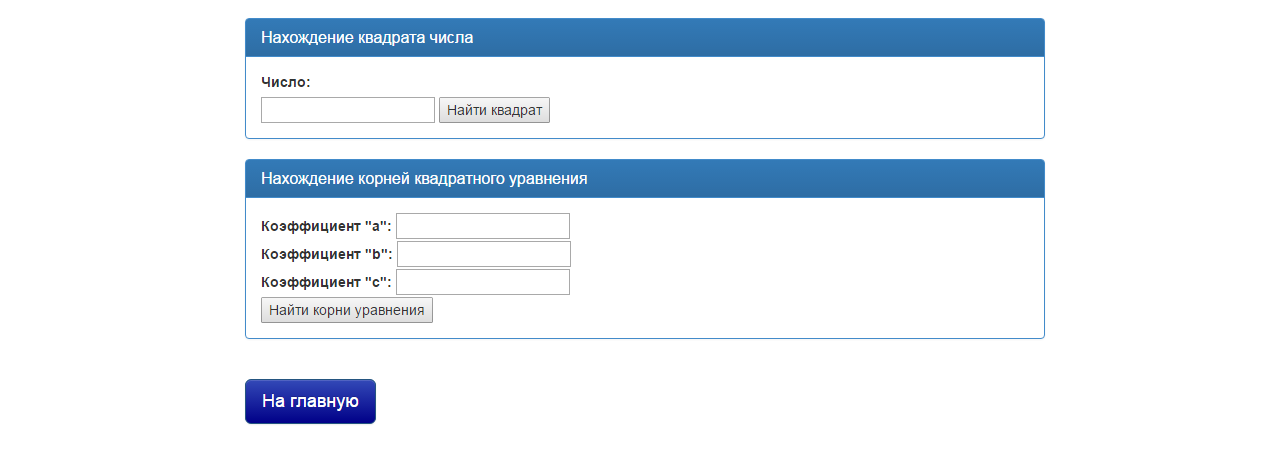 Нахождение квадрата числа
Число:
Найти квадрат
Нахождение корней квадратного уравнения
Коэффициент "a":
Коэффициент "b":
Коэффициент "c":
Найти корни уравнения
На главную